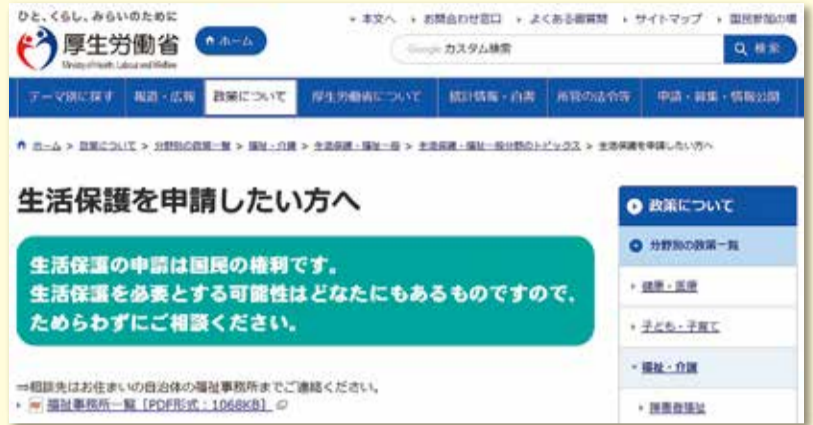 ひと、くらし、みらいのために
厚生労働省
Ministry of Health, Labour and Welfare
ホーム
本文へ
お問合わせ窓口
よくある御質問
サイトマップ
国民参加の場
Google カスタム検索
検索
テーマ別に探す
報道・広報
政策について
厚生労働省について
統計情報・白書
所管の法令等
申請・募集・情報公開
ホーム > 政策について > 分野別の政策一覧 > 福祉・介護 > 生活保護・福祉一般 > 生活保護・福祉一般分野のトピックス > 生活保護を申請したい方へ
生活保護を申請したい方へ
生活保護の申請は国民の権利です。
生活保護を必要とする可能性はどなたにもあるものですので、
ためらわずにご相談ください。
⇒相談先はお住まいの自治体の福祉事務所までご連絡ください。
福祉事務所一覧［PDF形式：1068KB］
政策について
分野別の政策一覧
健康・医療
子ども・子育て
福祉・介護
障害者福祉